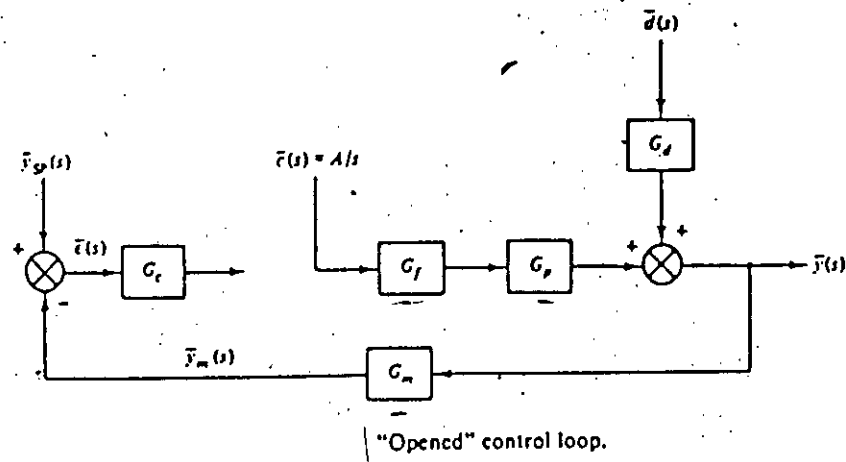 d̄(s)
G_d
ȳ_SP(s)
c̄(s) = A/s
+
+
+
ε̄(s)
G_c
G_f
G_p
ȳ(s)
-
ȳ_m(s)
G_m
"Opened" control loop.